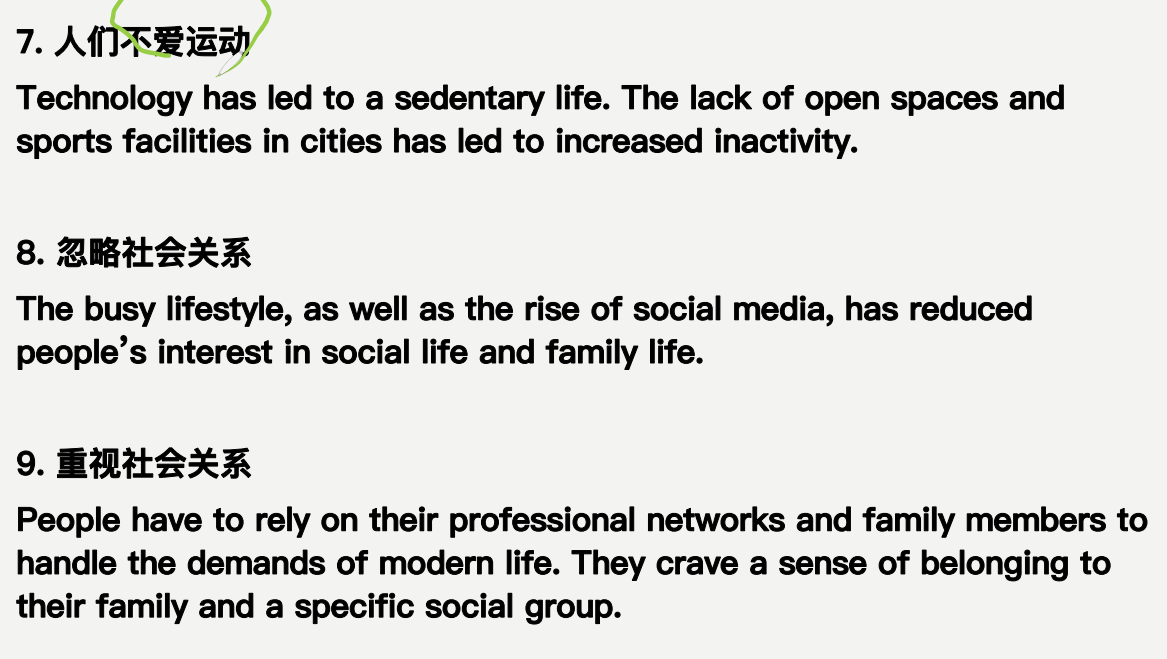 7. 人们不爱运动
Technology has led to a sedentary life. The lack of open spaces and
sports facilities in cities has led to increased inactivity.
8. 忽略社会关系
The busy lifestyle, as well as the rise of social media, has reduced
people’s interest in social life and family life.
9. 重视社会关系
People have to rely on their professional networks and family members to
handle the demands of modern life. They crave a sense of belonging to
their family and a specific social group.